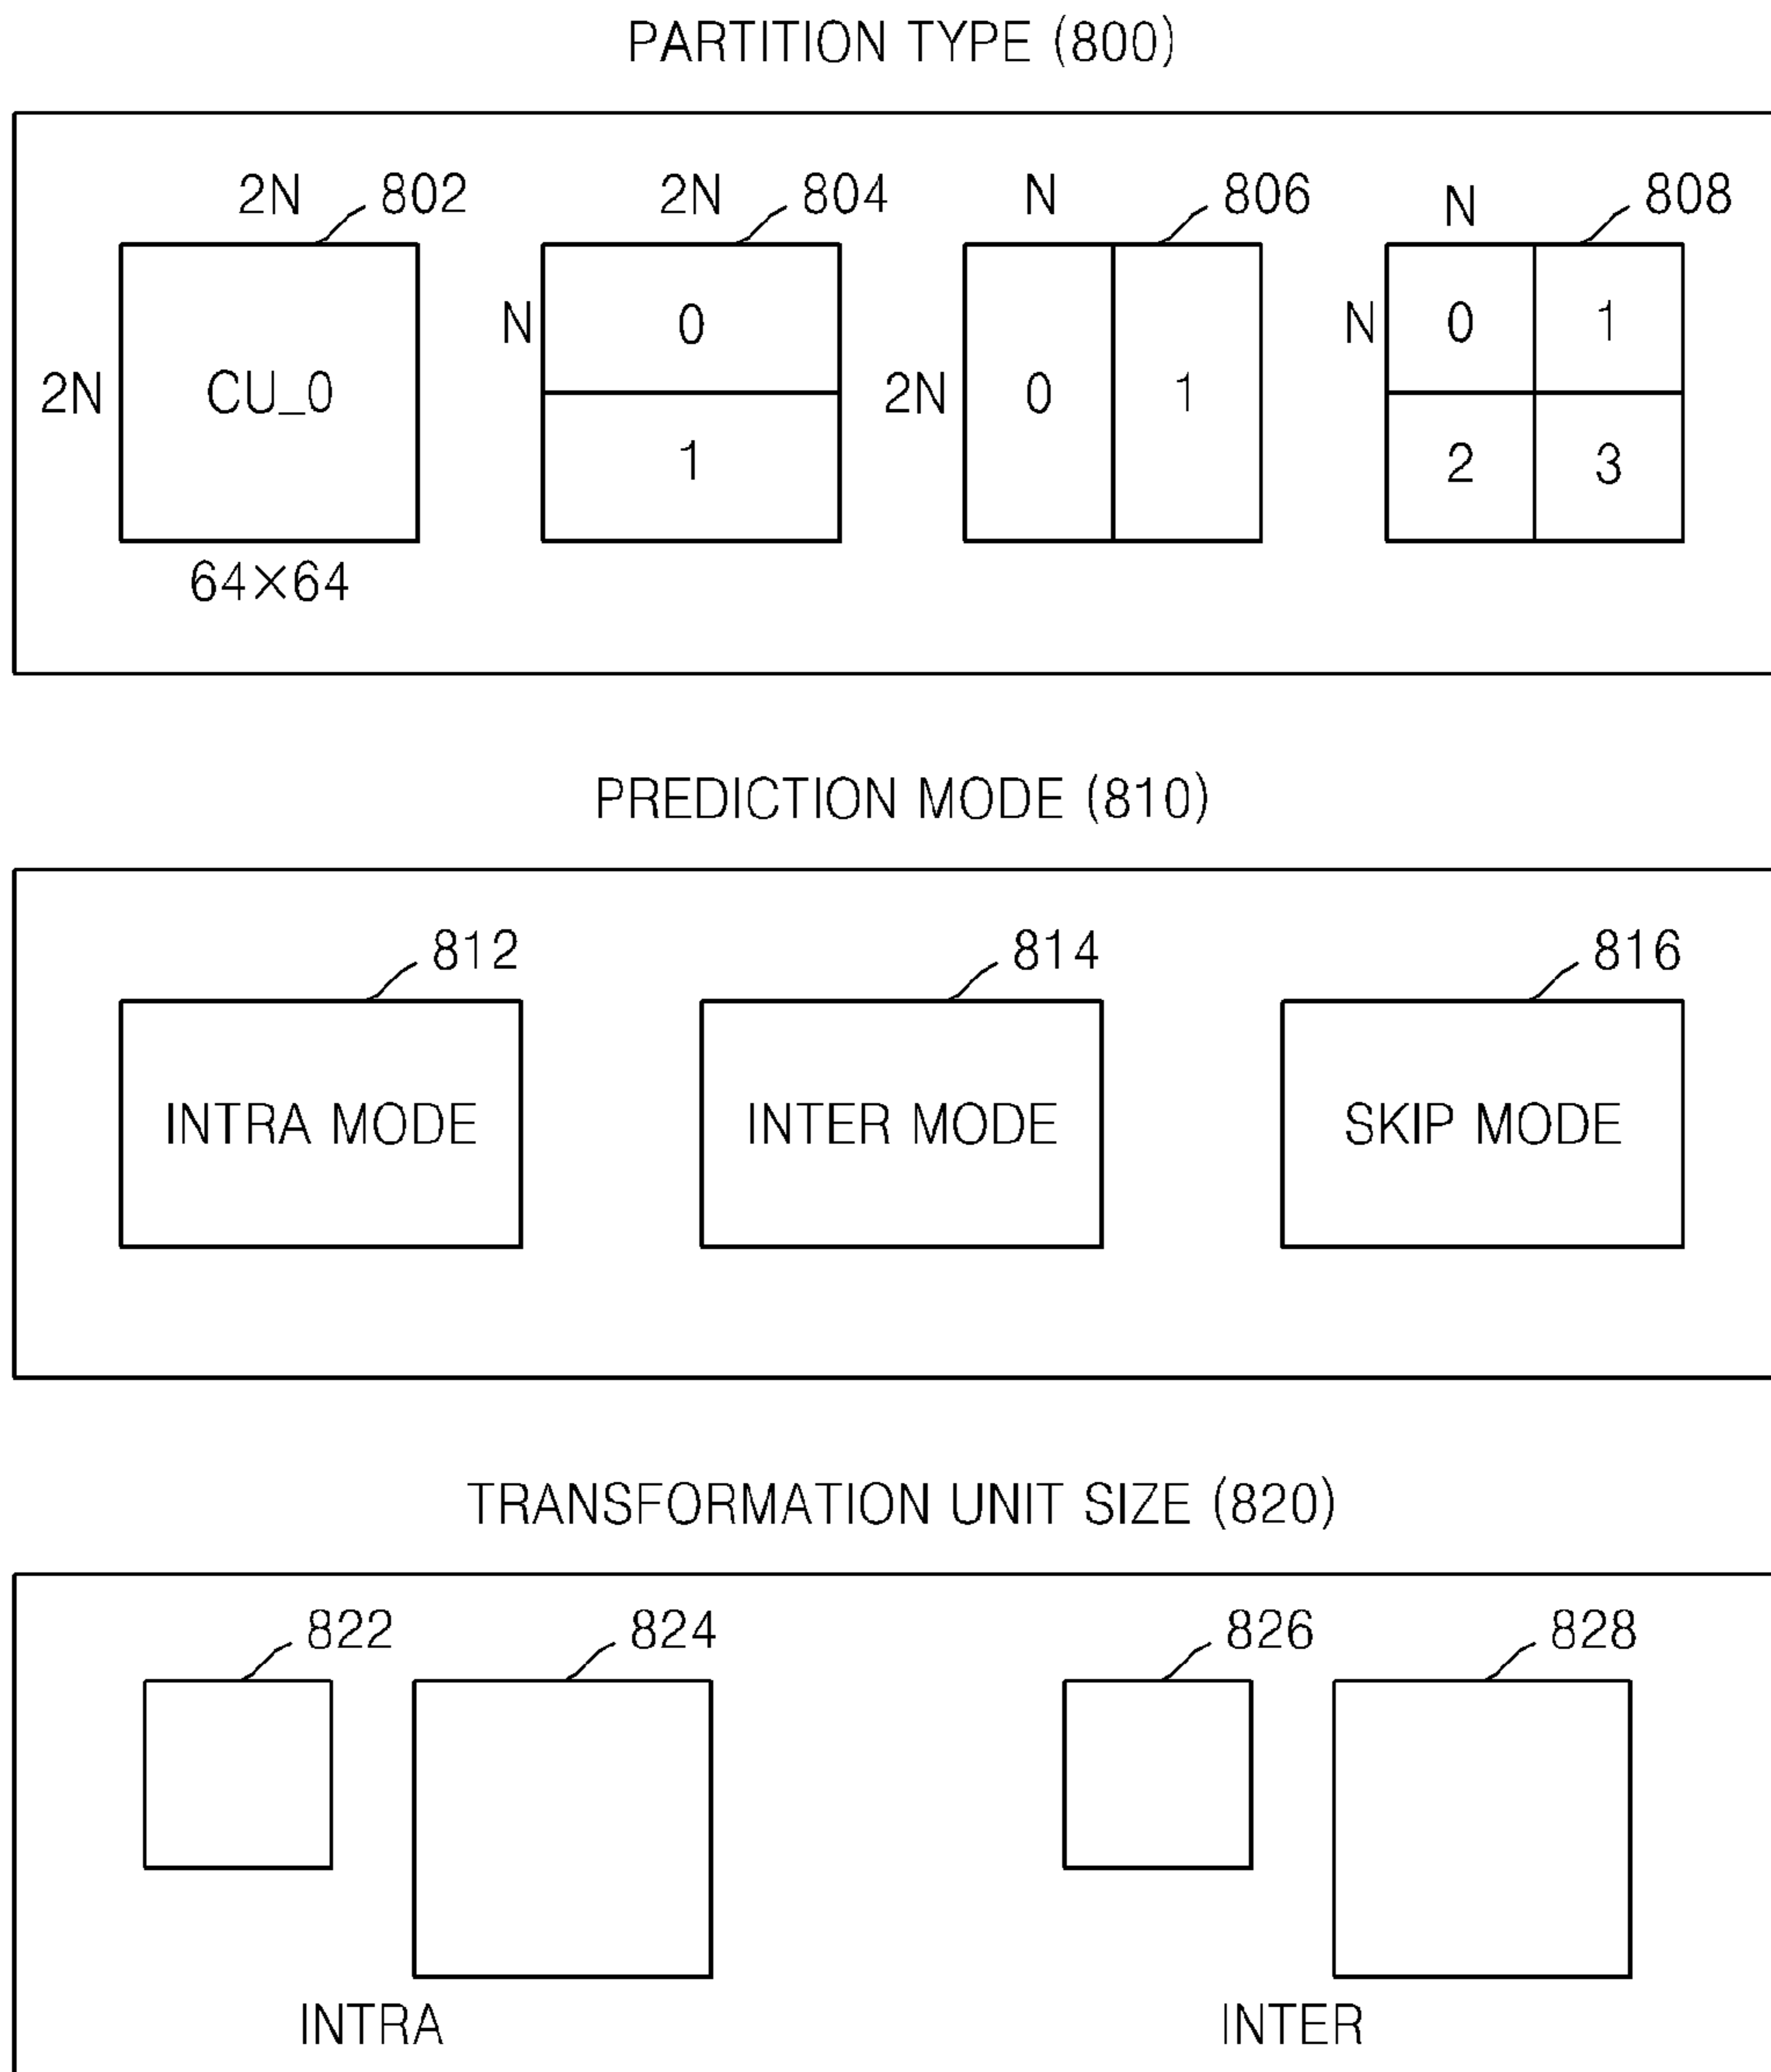 PARTITION TYPE (800)
2N 802 2N 804 N 806 N 808
N 0 N 0 1
2N CU_0 2N 0 1
1 2 3
64×64
PREDICTION MODE (810)
812 814 816
INTRA MODE INTER MODE SKIP MODE
TRANSFORMATION UNIT SIZE (820)
822 824 826 828
INTRA INTER